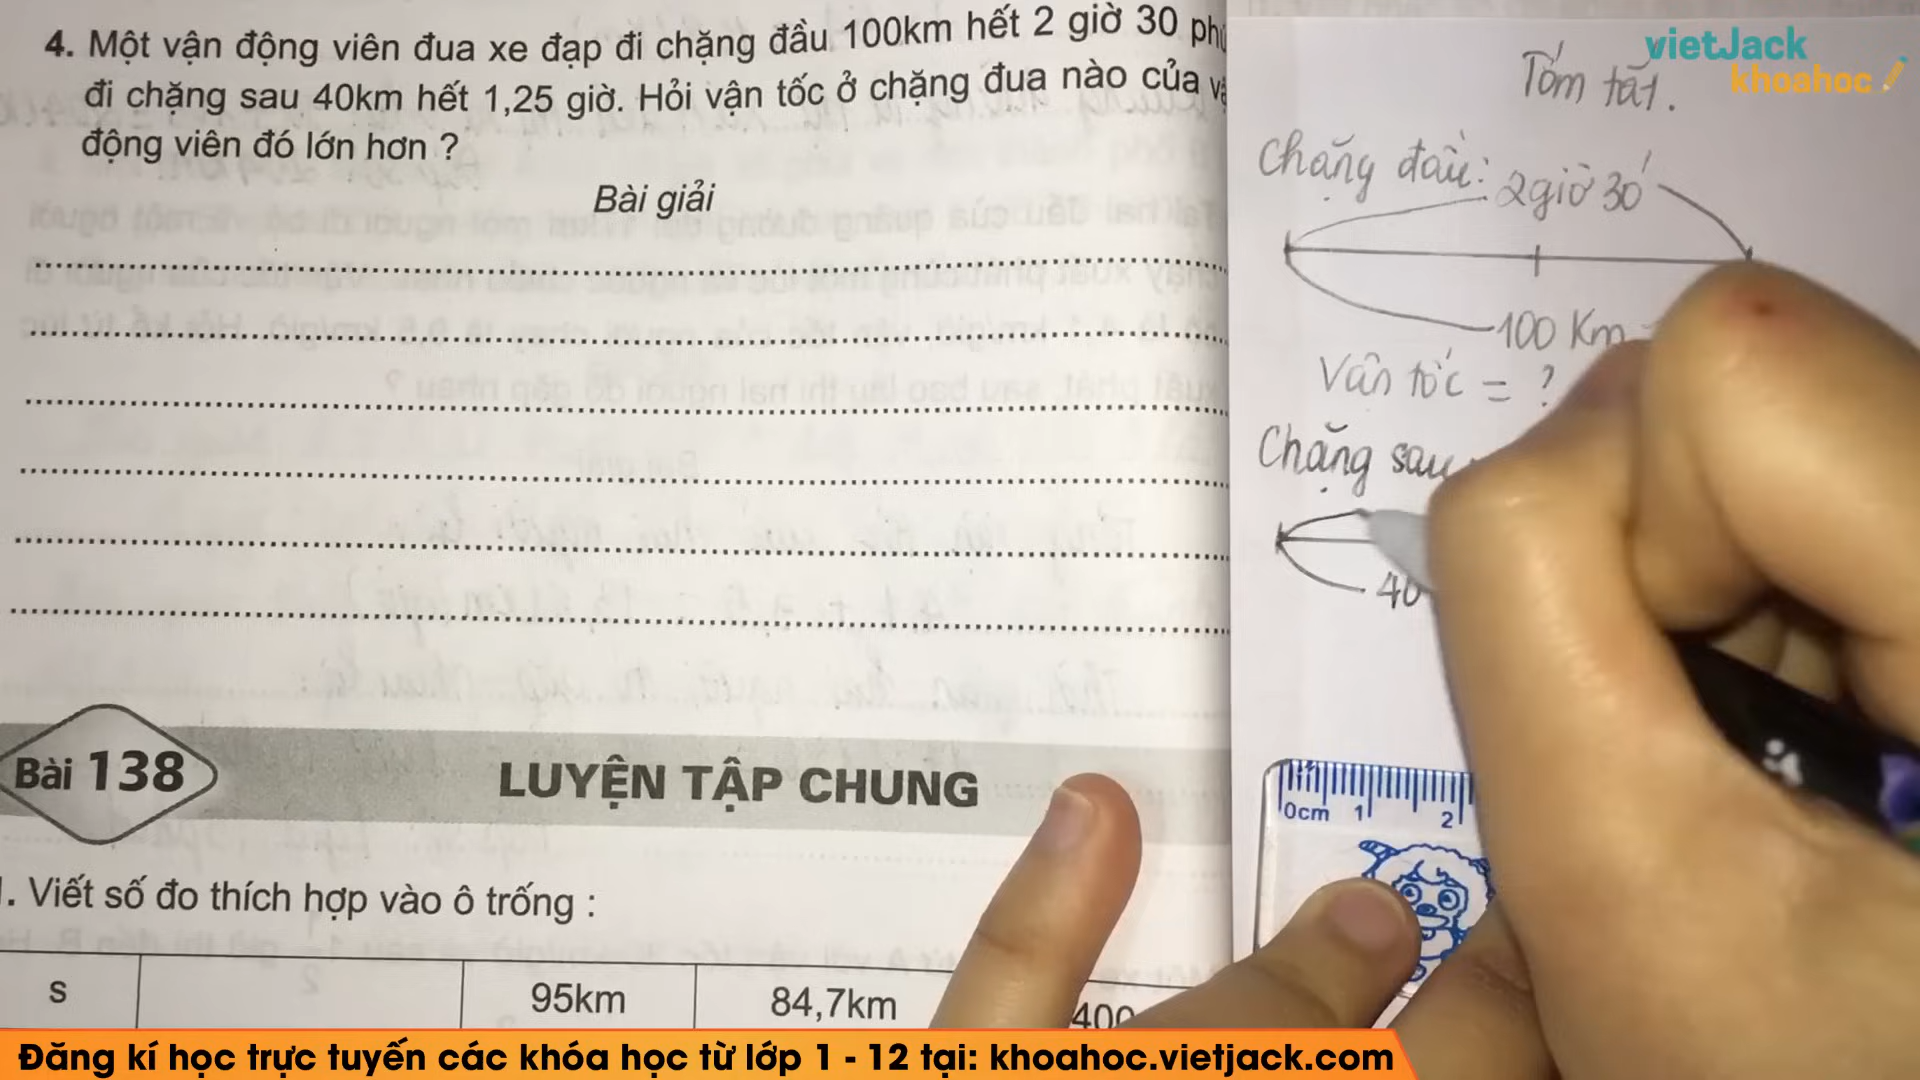 4. Một vận động viên đua xe đạp đi chặng đầu 100km hết 2 giờ 30
đi chặng sau 40km hết 1,25 giờ. Hỏi vận tốc ở chặng đua nào của
động viên đó lớn hơn ?
Bài giải
Bài 138
LUYỆN TẬP CHUNG
. Viết số đo thích hợp vào ô trống :
s
95km
84,7km
400
vietJack
khoahoc
Tóm tắt.
Chặng đầu: 2giờ 30'
100 Km
Vân tốc = ?
Chặng sau
40
0cm 1 2
Đăng kí học trực tuyến các khóa học từ lớp 1 - 12 tại: khoahoc.vietjack.com